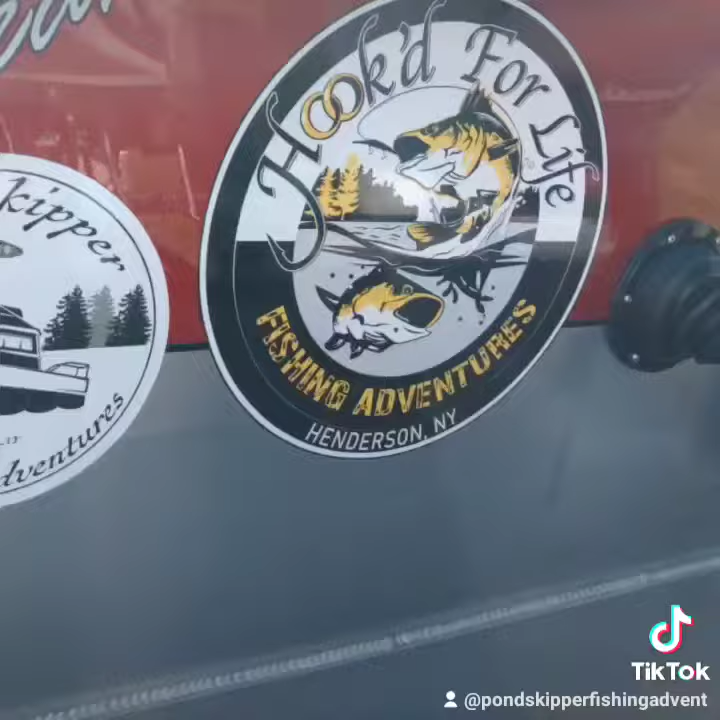 kipper
dventures
Hook'd For Life
FISHING ADVENTURES
HENDERSON, NY
TikTok
@pondskipperfishingadvent